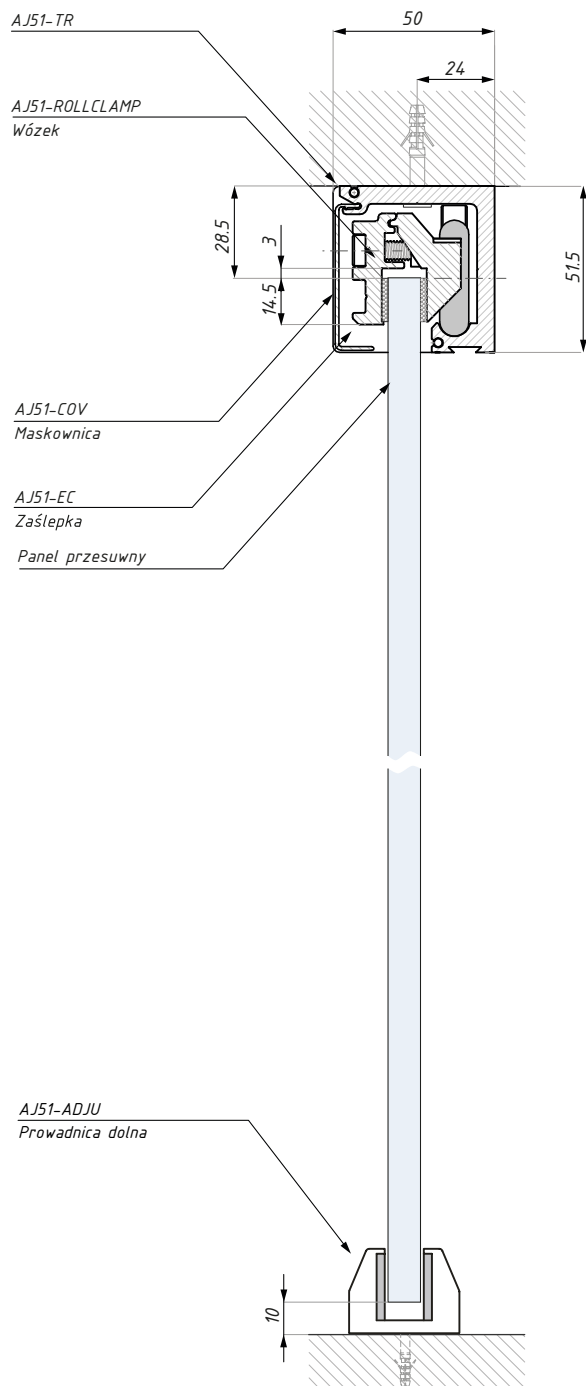 AJ51-TR
50
24
AJ51-ROLLCLAMP
Wózek
28.5
3
14.5
51.5
AJ51-COV
Maskownica
AJ51-EC
Zaślepka
Panel przesuwny
AJ51-ADJU
Prowadnica dolna
10